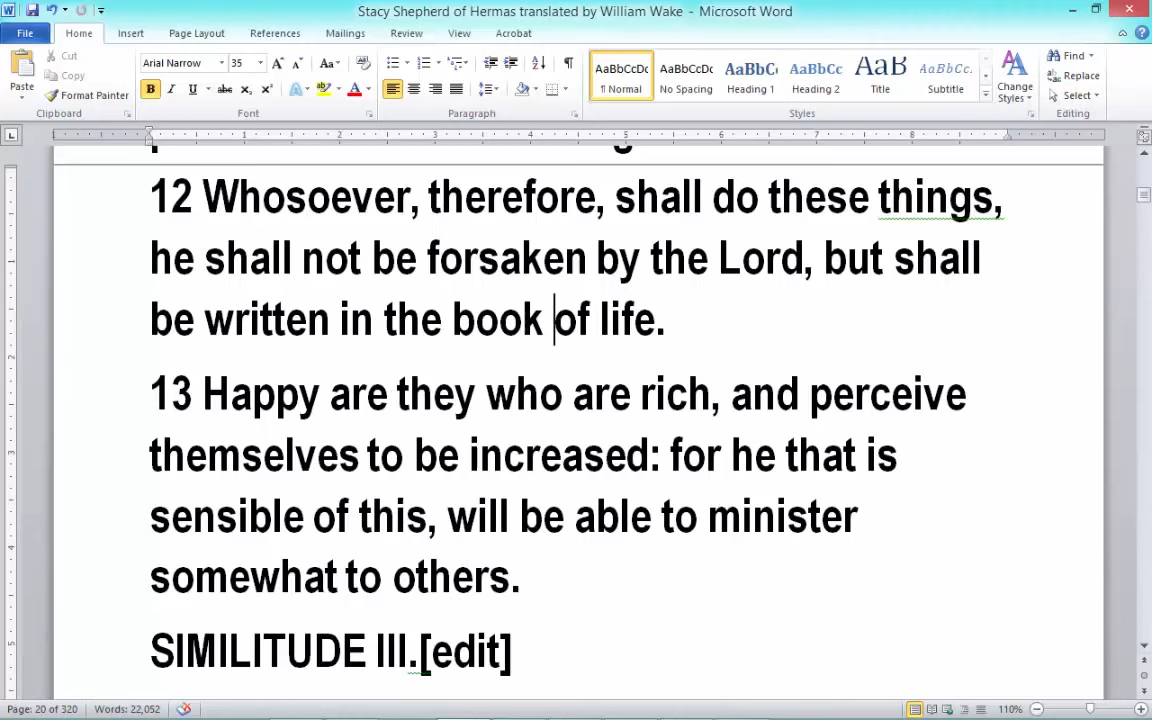 Stacy Shepherd of Hermas translated by William Wake - Microsoft Word
File Home Insert Page Layout References Mailings Review View Acrobat
Paste Cut Copy Format Painter
Arial Narrow 35
AaBbCcDc AaBbCcDc AaBbC AaBbCc AaB AaBbCc.
¶ Normal No Spacing Heading 1 Heading 2 Title Subtitle
Change Styles
Find
Replace
Select
Clipboard Font Paragraph Styles Editing
12 Whosoever, therefore, shall do these things,
he shall not be forsaken by the Lord, but shall
be written in the book of life.
13 Happy are they who are rich, and perceive
themselves to be increased: for he that is
sensible of this, will be able to minister
somewhat to others.
SIMILITUDE III.[edit]
Page: 20 of 320 Words: 22,052 110%